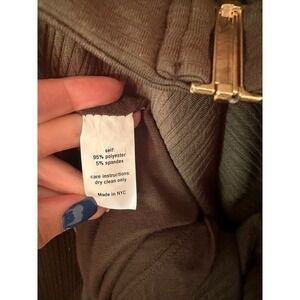 self:
95% polyester
5% spandex
care instructions:
dry clean only
Made in NYC